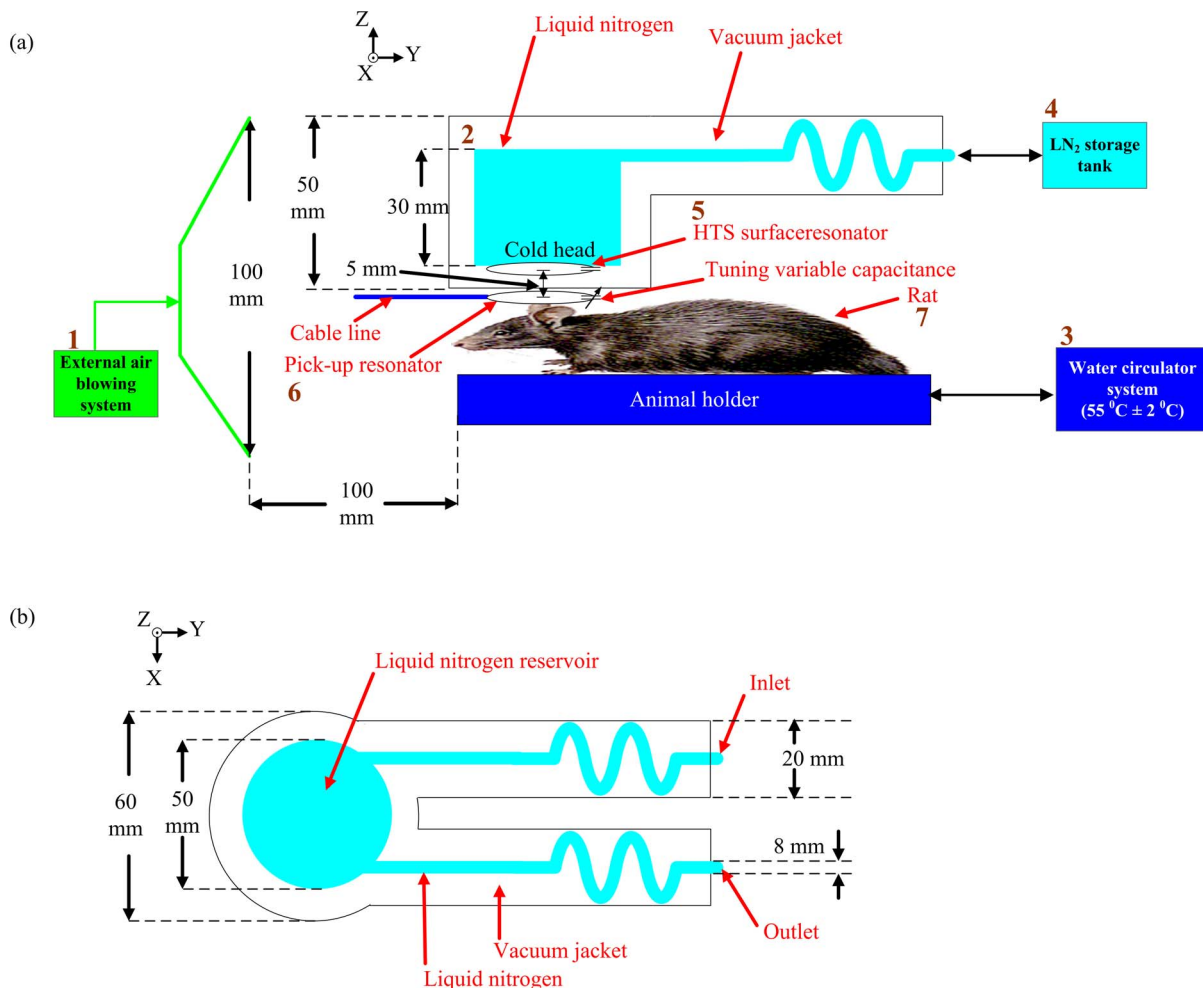 (a)
Z
Y
X
Liquid nitrogen
Vacuum jacket
2
4
LN2 storage
tank
50
mm
30 mm
5
HTS surfaceresonator
Cold head
5 mm
Tuning variable capacitance
Rat
7
100
mm
Cable line
Pick-up resonator
6
1
External air
blowing
system
3
Water circulator
system
(55 ⁰C ± 2 ⁰C)
Animal holder
100
mm
(b)
Z
Y
X
Liquid nitrogen reservoir
Inlet
20 mm
60
mm
50
mm
8 mm
Vacuum jacket
Outlet
Liquid nitrogen